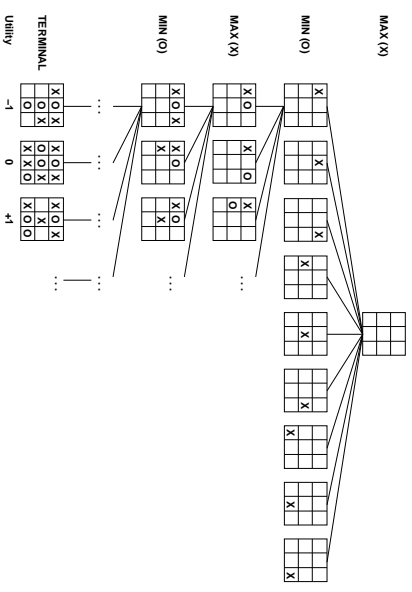 MAX (X)
MIN (O)
X X X
X X X
X X X
MAX (X)
X O X X
O O
MIN (O)
X O X X O X O
X X
...
...
TERMINAL
X O X X O X X O X
O X O O X X
O X X O X O O
Utility –1 0 +1